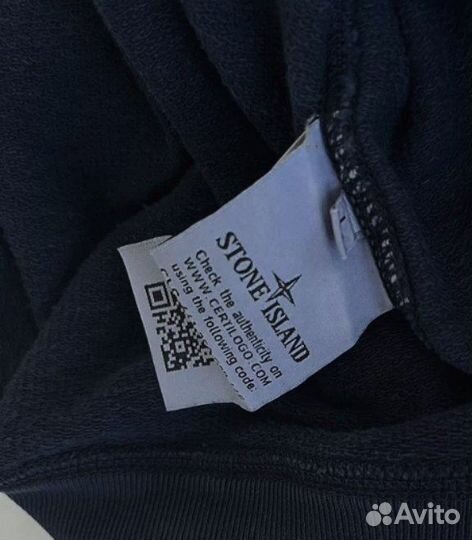 STONE ISLAND
Check the authenticity on
WWW.CERTILOGO.COM
using the following code.
Avito